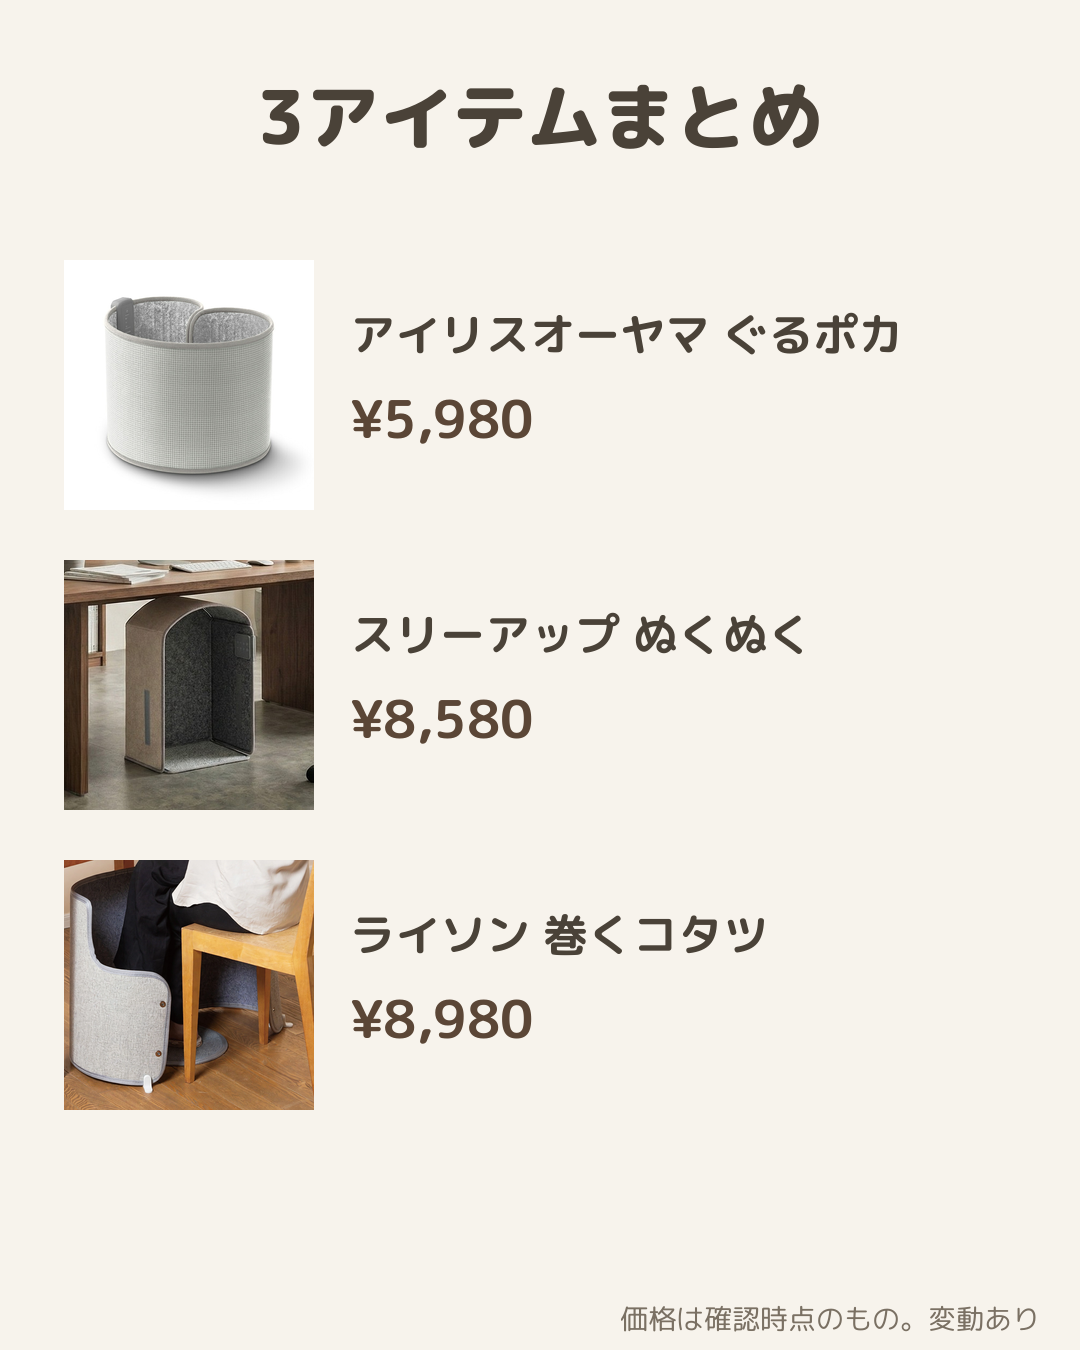 3アイテムまとめ
アイリスオーヤマ ぐるポカ
¥5,980
スリーアップ ぬくぬく
¥8,580
ライソン 巻くコタツ
¥8,980
価格は確認時点のもの。変動あり